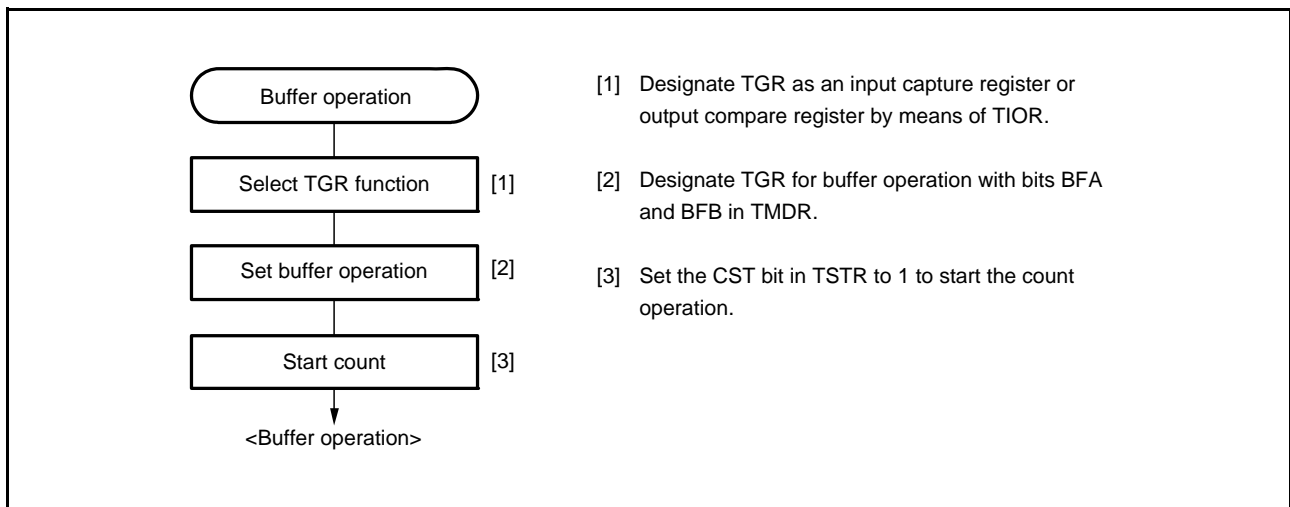 Buffer operation
Select TGR function
[1]
Set buffer operation
[2]
Start count
[3]
<Buffer operation>
[1] Designate TGR as an input capture register or
output compare register by means of TIOR.
[2] Designate TGR for buffer operation with bits BFA
and BFB in TMDR.
[3] Set the CST bit in TSTR to 1 to start the count
operation.